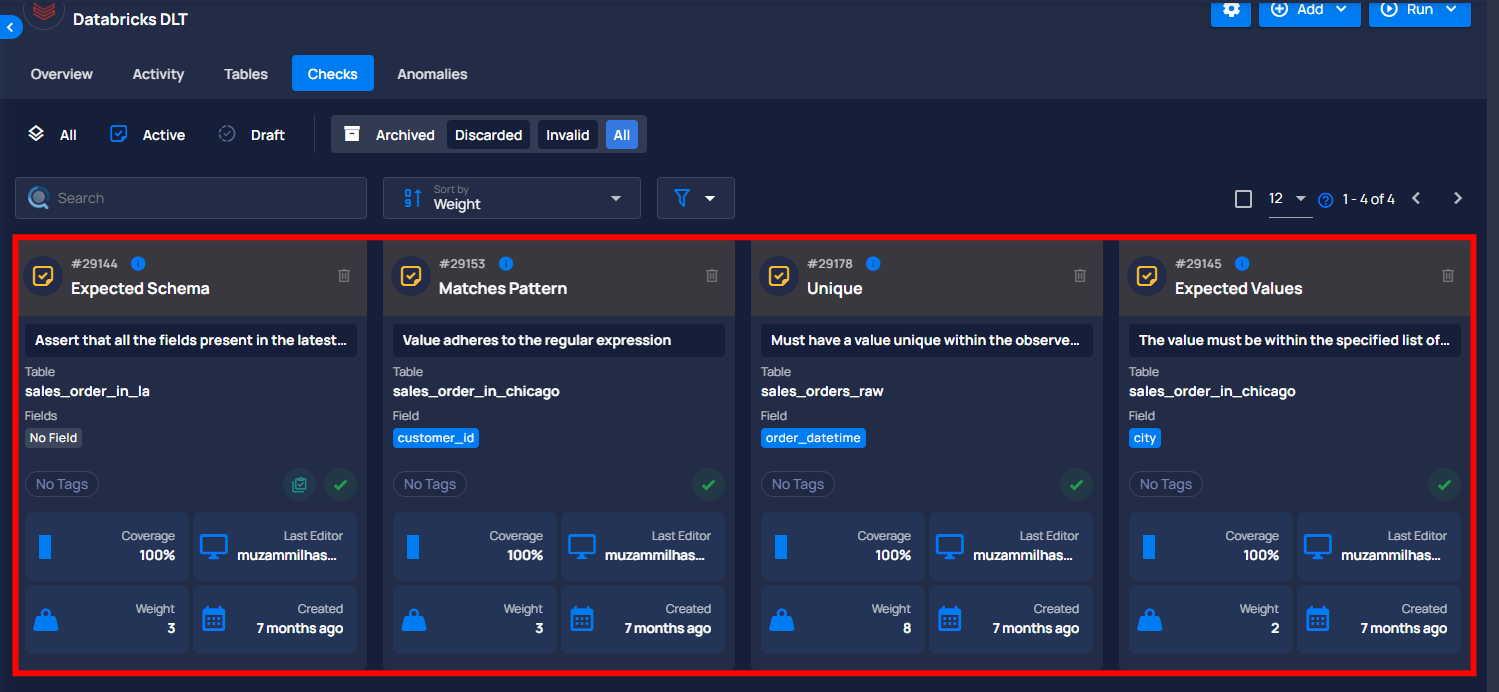 Databricks DLT
Add
Run
Overview Activity Tables Checks Anomalies
All Active Draft Archived Discarded Invalid All
Search
Sort by
Weight
12
1 - 4 of 4
#29144
Expected Schema
Assert that all the fields present in the latest...
Table
sales_order_in_la
Fields
No Field
No Tags
Coverage
100%
Last Editor
muzammilhas...
Weight
3
Created
7 months ago
#29153
Matches Pattern
Value adheres to the regular expression
Table
sales_order_in_chicago
Field
customer_id
No Tags
Coverage
100%
Last Editor
muzammilhas...
Weight
3
Created
7 months ago
#29178
Unique
Must have a value unique within the observe...
Table
sales_orders_raw
Field
order_datetime
No Tags
Coverage
100%
Last Editor
muzammilhas...
Weight
8
Created
7 months ago
#29145
Expected Values
The value must be within the specified list of...
Table
sales_order_in_chicago
Field
city
No Tags
Coverage
100%
Last Editor
muzammilhas...
Weight
2
Created
7 months ago